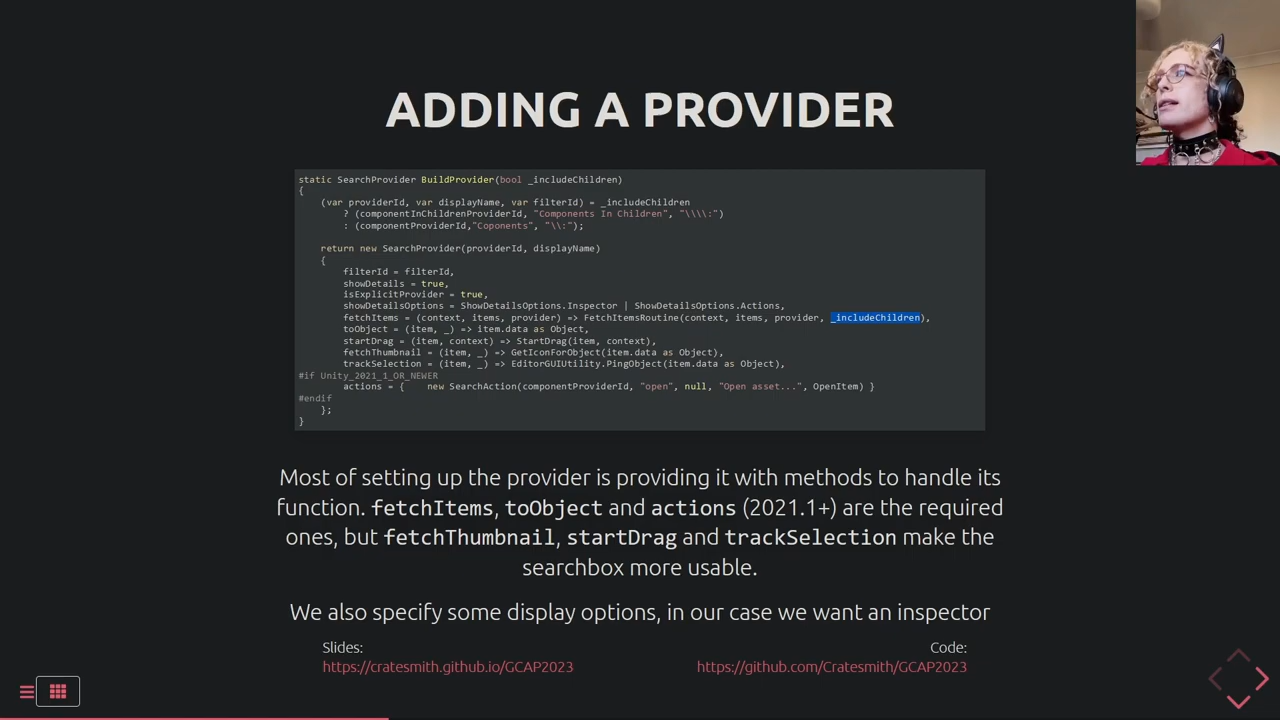 ADDING A PROVIDER
static SearchProvider BuildProvider(bool _includeChildren)
{
(var providerId, var displayName, var filterId) = _includeChildren
? (componentInChildrenProviderId, "Components In Children", "\\\\:")
: (componentProviderId,"Coponents", "\\:");
return new SearchProvider(providerId, displayName)
{
filterId = filterId,
showDetails = true,
isExplicitProvider = true,
showDetailsOptions = ShowDetailsOptions.Inspector | ShowDetailsOptions.Actions,
fetchItems = (context, items, provider) => FetchItemsRoutine(context, items, provider, _includeChildren),
toObject = (item, _) => item.data as Object,
startDrag = (item, context) => StartDrag(item, context),
fetchThumbnail = (item, _) => GetIconForObject(item.data as Object),
trackSelection = (item, _) => EditorGUIUtility.PingObject(item.data as Object),
#if Unity_2021_1_OR_NEWER
actions = { new SearchAction(componentProviderId, "open", null, "Open asset...", OpenItem) }
#endif
};
}
Most of setting up the provider is providing it with methods to handle its
function. fetchItems, toObject and actions (2021.1+) are the required
ones, but fetchThumbnail, startDrag and trackSelection make the
searchbox more usable.
We also specify some display options, in our case we want an inspector
Slides:
https://cratesmith.github.io/GCAP2023
Code:
https://github.com/Cratesmith/GCAP2023